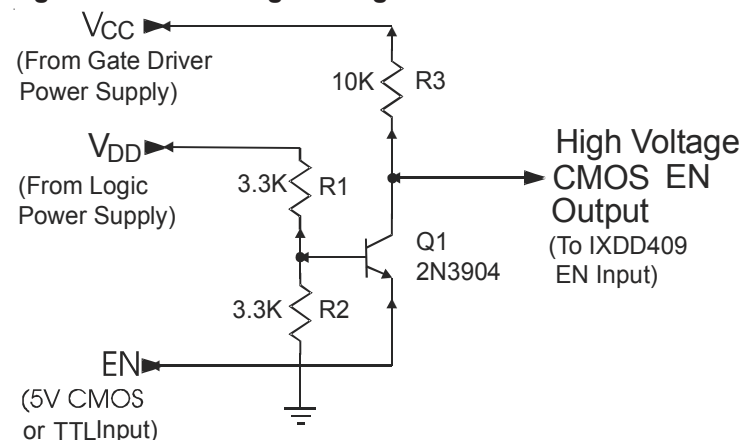 VCC
(From Gate Driver
Power Supply)
10K
R3
VDD
(From Logic
Power Supply)
3.3K
R1
High Voltage
CMOS EN
Output
(To IXDD409
EN Input)
Q1
2N3904
3.3K
R2
EN
(5V CMOS
or TTLInput)